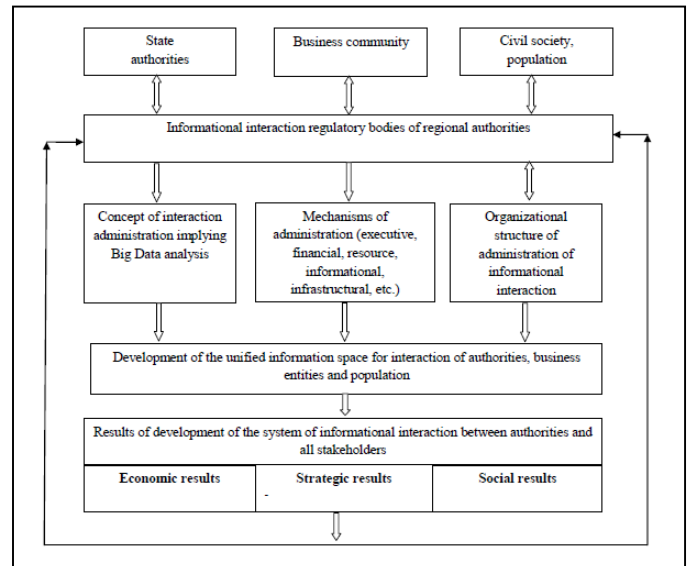 State
authorities
Business community
Civil society,
population
Informational interaction regulatory bodies of regional authorities
Concept of interaction
administration implying
Big Data analysis
Mechanisms of
administration (executive,
financial, resource,
informational,
infrastructural, etc.)
Organizational
structure of
administration of
informational
interaction
Development of the unified information space for interaction of authorities, business
entities and population
Results of development of the system of informational interaction between authorities and
all stakeholders
Economic results
Strategic results
-
Social results